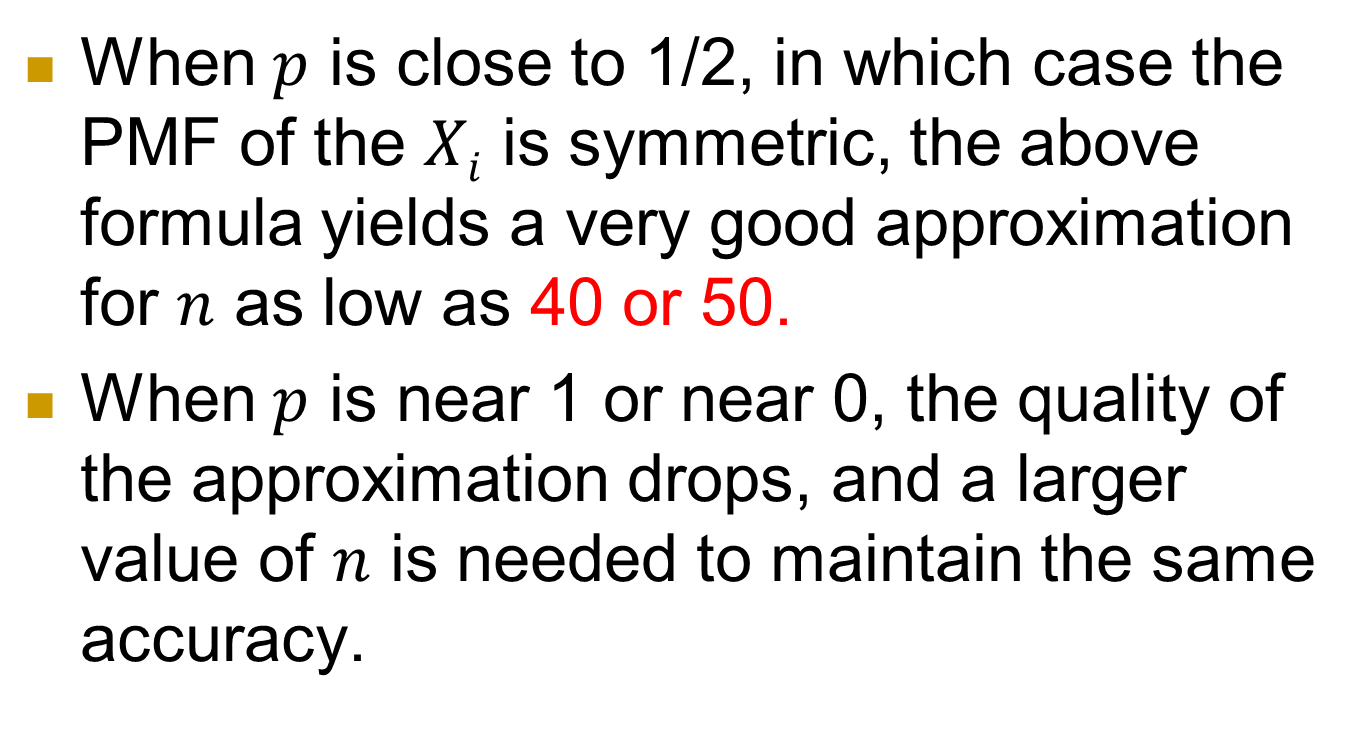 ■ When 𝑝 is close to 1/2, in which case the
PMF of the 𝑋ᵢ is symmetric, the above
formula yields a very good approximation
for 𝑛 as low as 40 or 50.
■ When 𝑝 is near 1 or near 0, the quality of
the approximation drops, and a larger
value of 𝑛 is needed to maintain the same
accuracy.